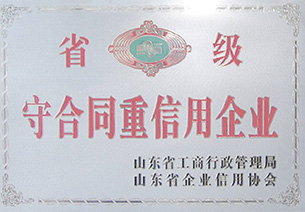 省级
守合同重信用企业
山东省工商行政管理局
山东省企业信用协会